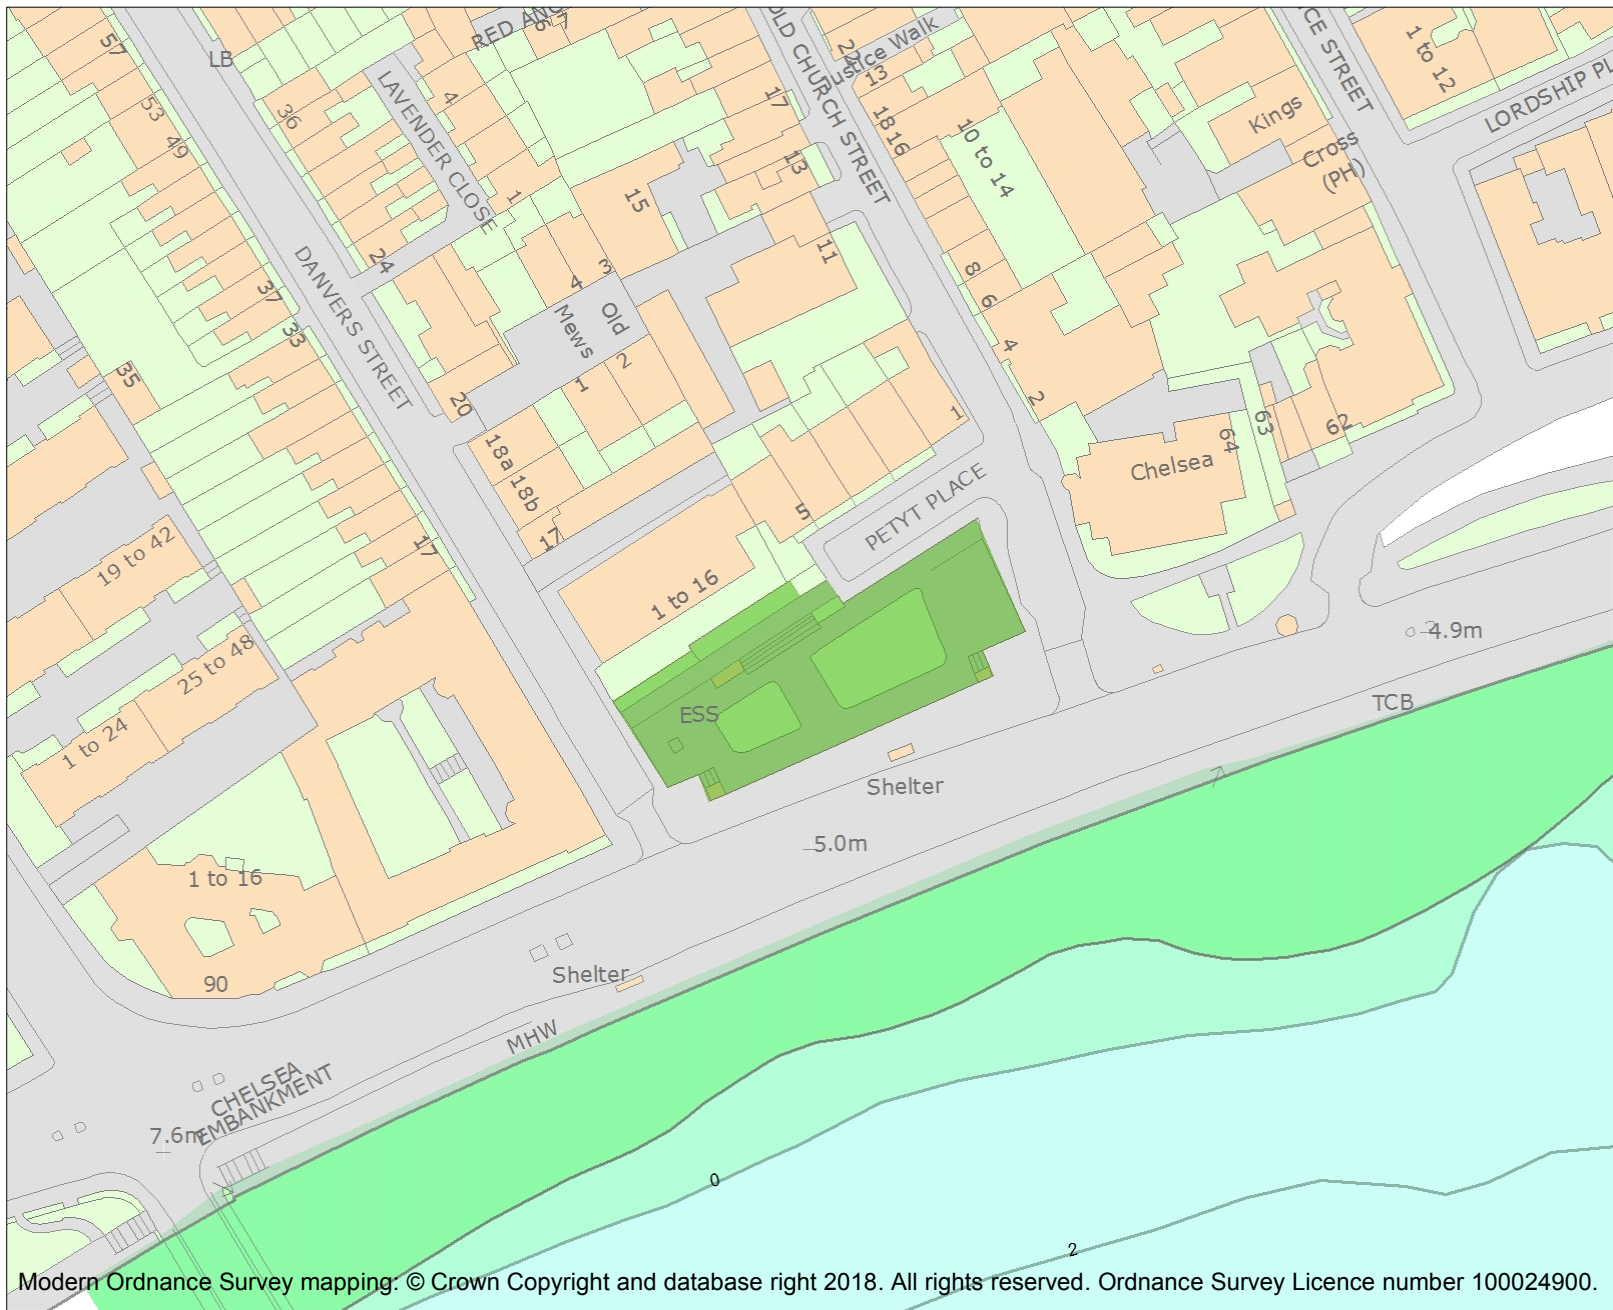 57
LB
RED
6
7
OLD CHURCH STREET
22
Justice Walk
13
CE STREET
1 to 12
LORDSHIP PL
53
49
36
LAVENDER CLOSE
4
17
18
16
10 to 14
Kings
Cross
(PH)
1
15
13
24
DANVERS STREET
37
33
35
4
3
Old
Mews
11
8
6
4
2
1
2
20
1
18a
18b
17
17
5
PETYT PLACE
Chelsea
64
63
62
19 to 42
1 to 16
25 to 48
1 to 24
ESS
4.9m
TCB
Shelter
5.0m
1 to 16
90
Shelter
MHW
CHELSEA
EMBANKMENT
7.6m
0
2
Modern Ordnance Survey mapping: © Crown Copyright and database right 2018. All rights reserved. Ordnance Survey Licence number 100024900.